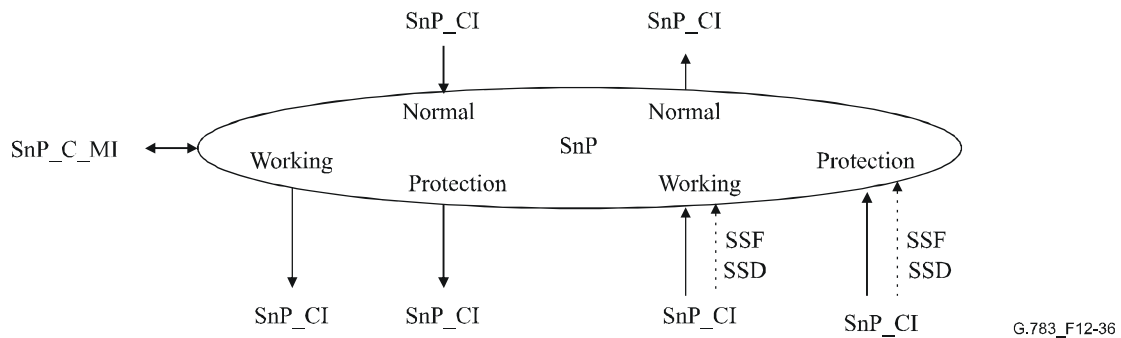 SnP_CI SnP_CI
Normal Normal
SnP_C_MI SnP
Working Protection
Protection Working
SSF SSF
SSD SSD
SnP_CI SnP_CI SnP_CI SnP_CI
G.783_F12-36